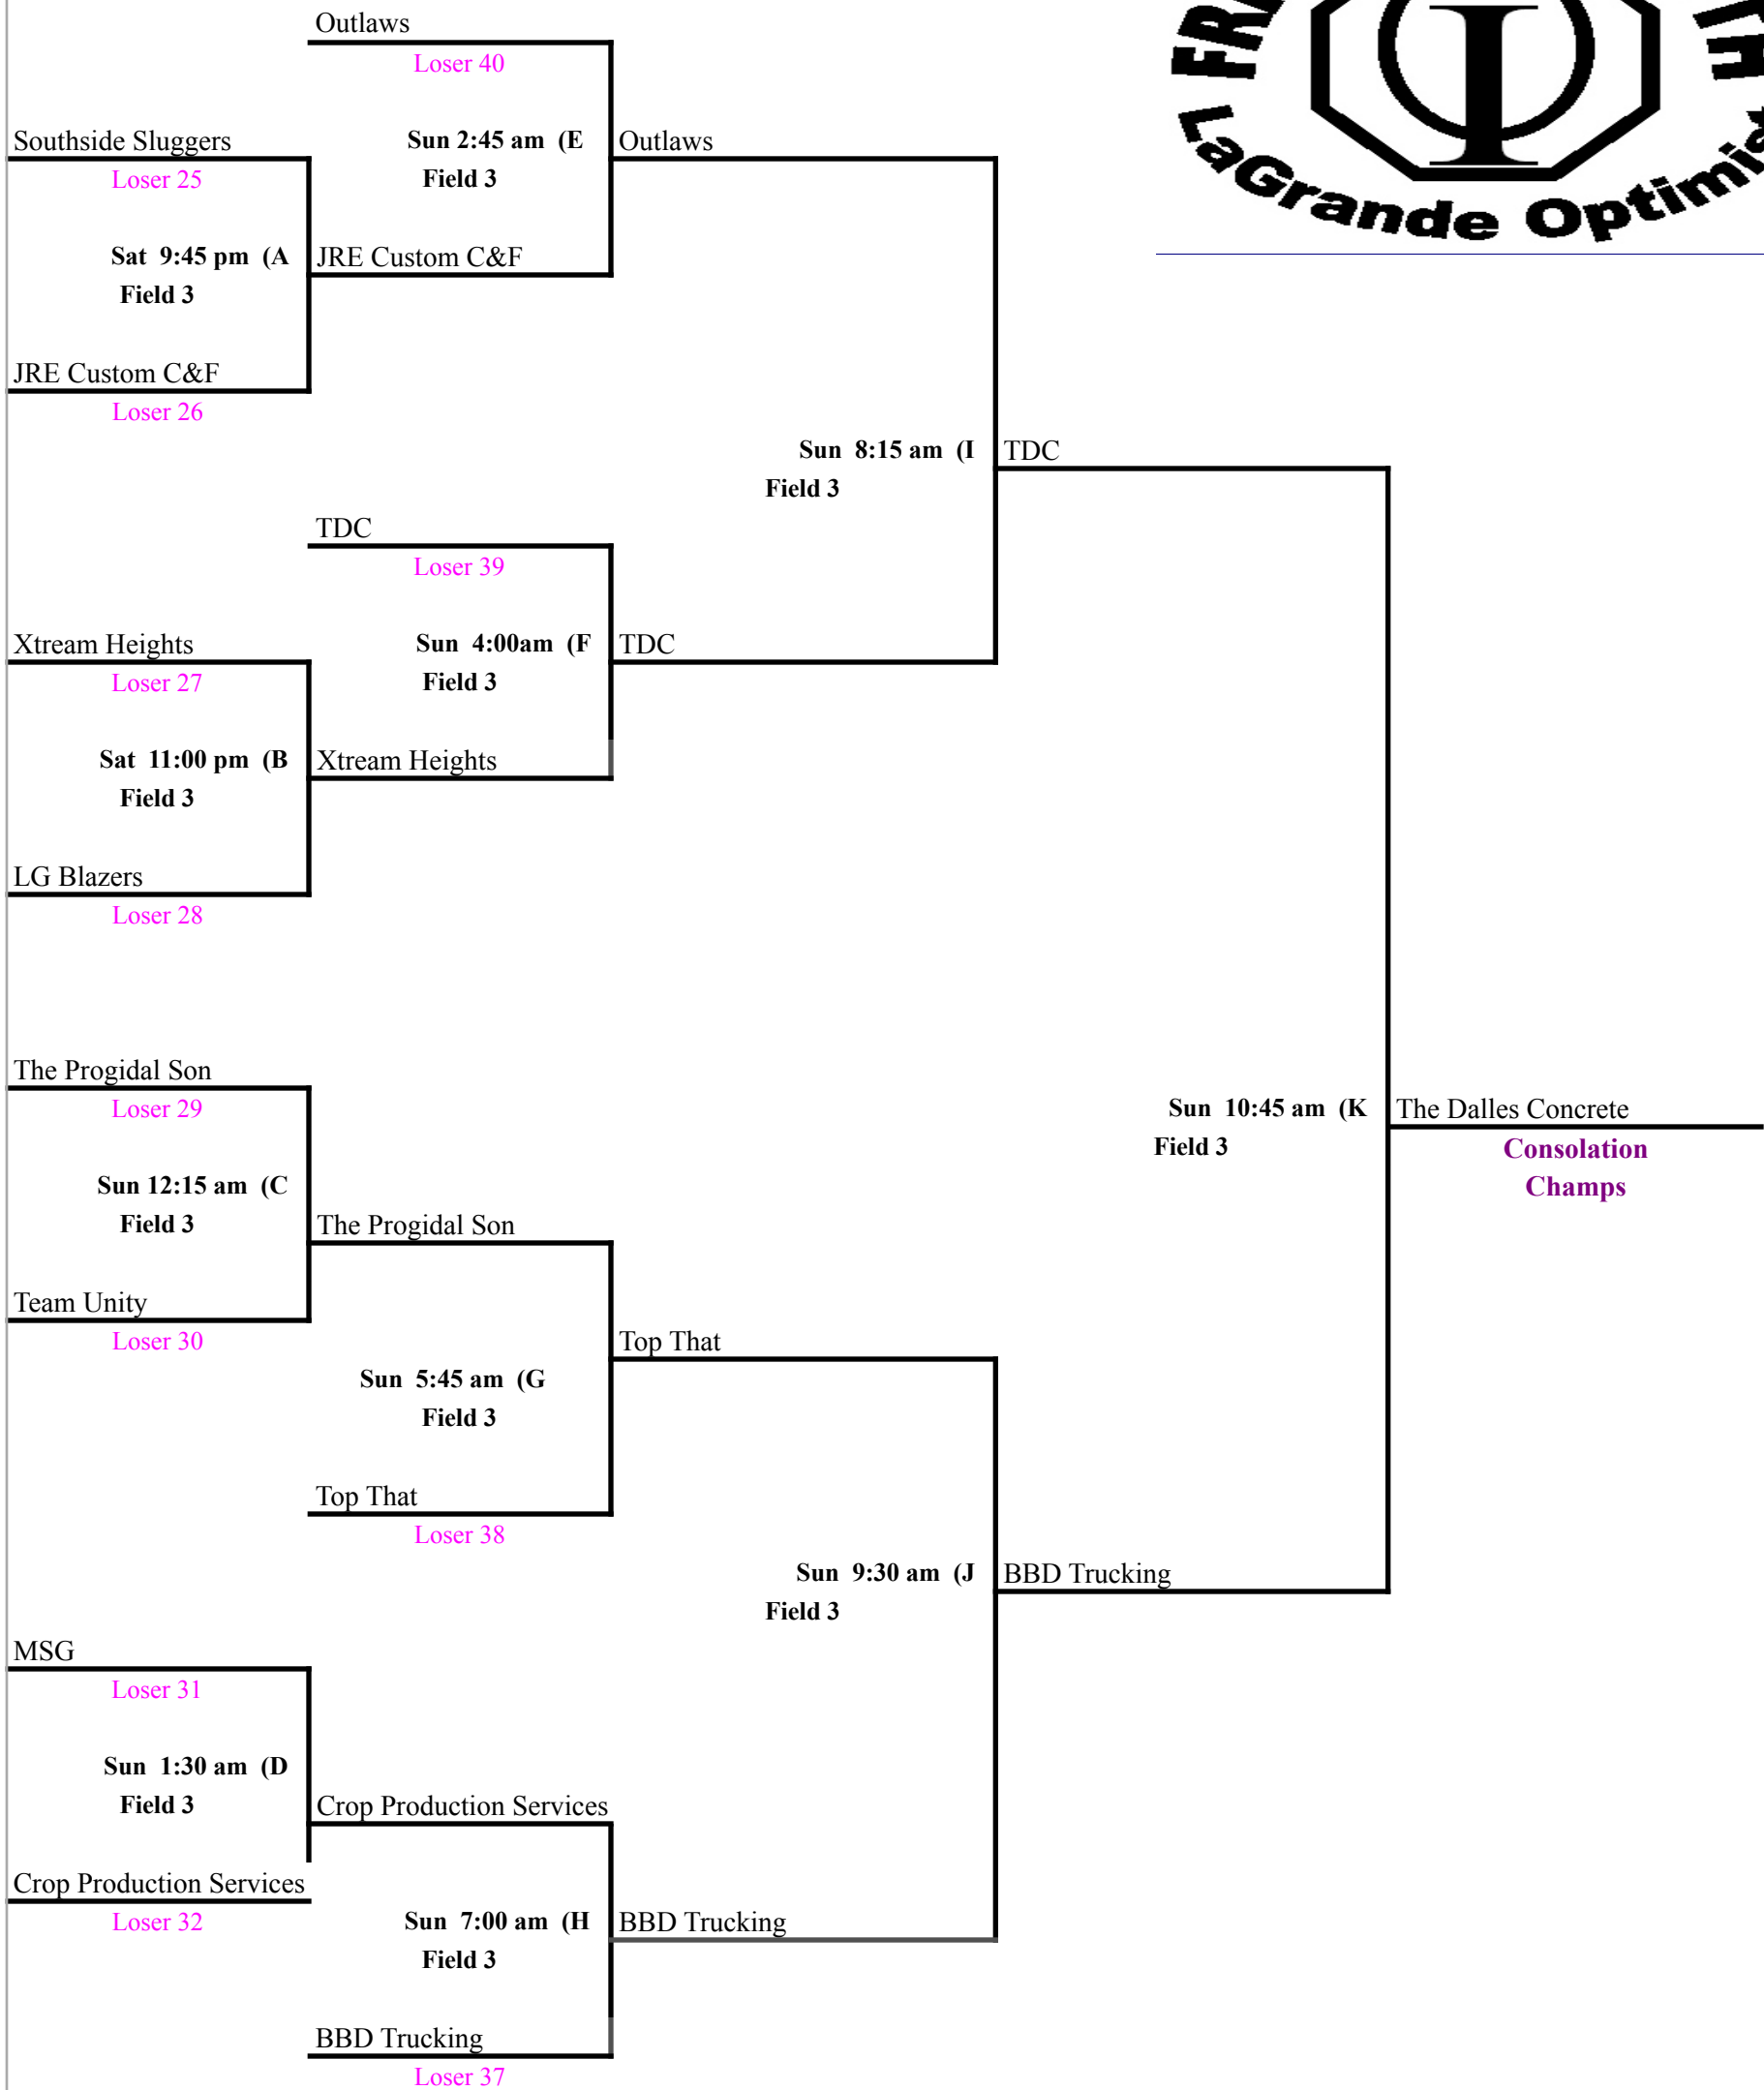 Outlaws
Loser 40
Southside Sluggers
Loser 25
Sun 2:45 am (E
Field 3
Outlaws
Sat 9:45 pm (A
Field 3
JRE Custom C&F
JRE Custom C&F
Loser 26
Sun 8:15 am (I
Field 3
TDC
TDC
Loser 39
Xtream Heights
Loser 27
Sun 4:00am (F
Field 3
TDC
Sat 11:00 pm (B
Field 3
Xtream Heights
LG Blazers
Loser 28
The Progidal Son
Loser 29
Sun 10:45 am (K
Field 3
The Dalles Concrete
Consolation
Champs
Sun 12:15 am (C
Field 3
The Progidal Son
Team Unity
Loser 30
Top That
Sun 5:45 am (G
Field 3
Top That
Loser 38
Sun 9:30 am (J
Field 3
BBD Trucking
MSG
Loser 31
Sun 1:30 am (D
Field 3
Crop Production Services
Crop Production Services
Loser 32
Sun 7:00 am (H
Field 3
BBD Trucking
BBD Trucking
Loser 37
I
LaGrande